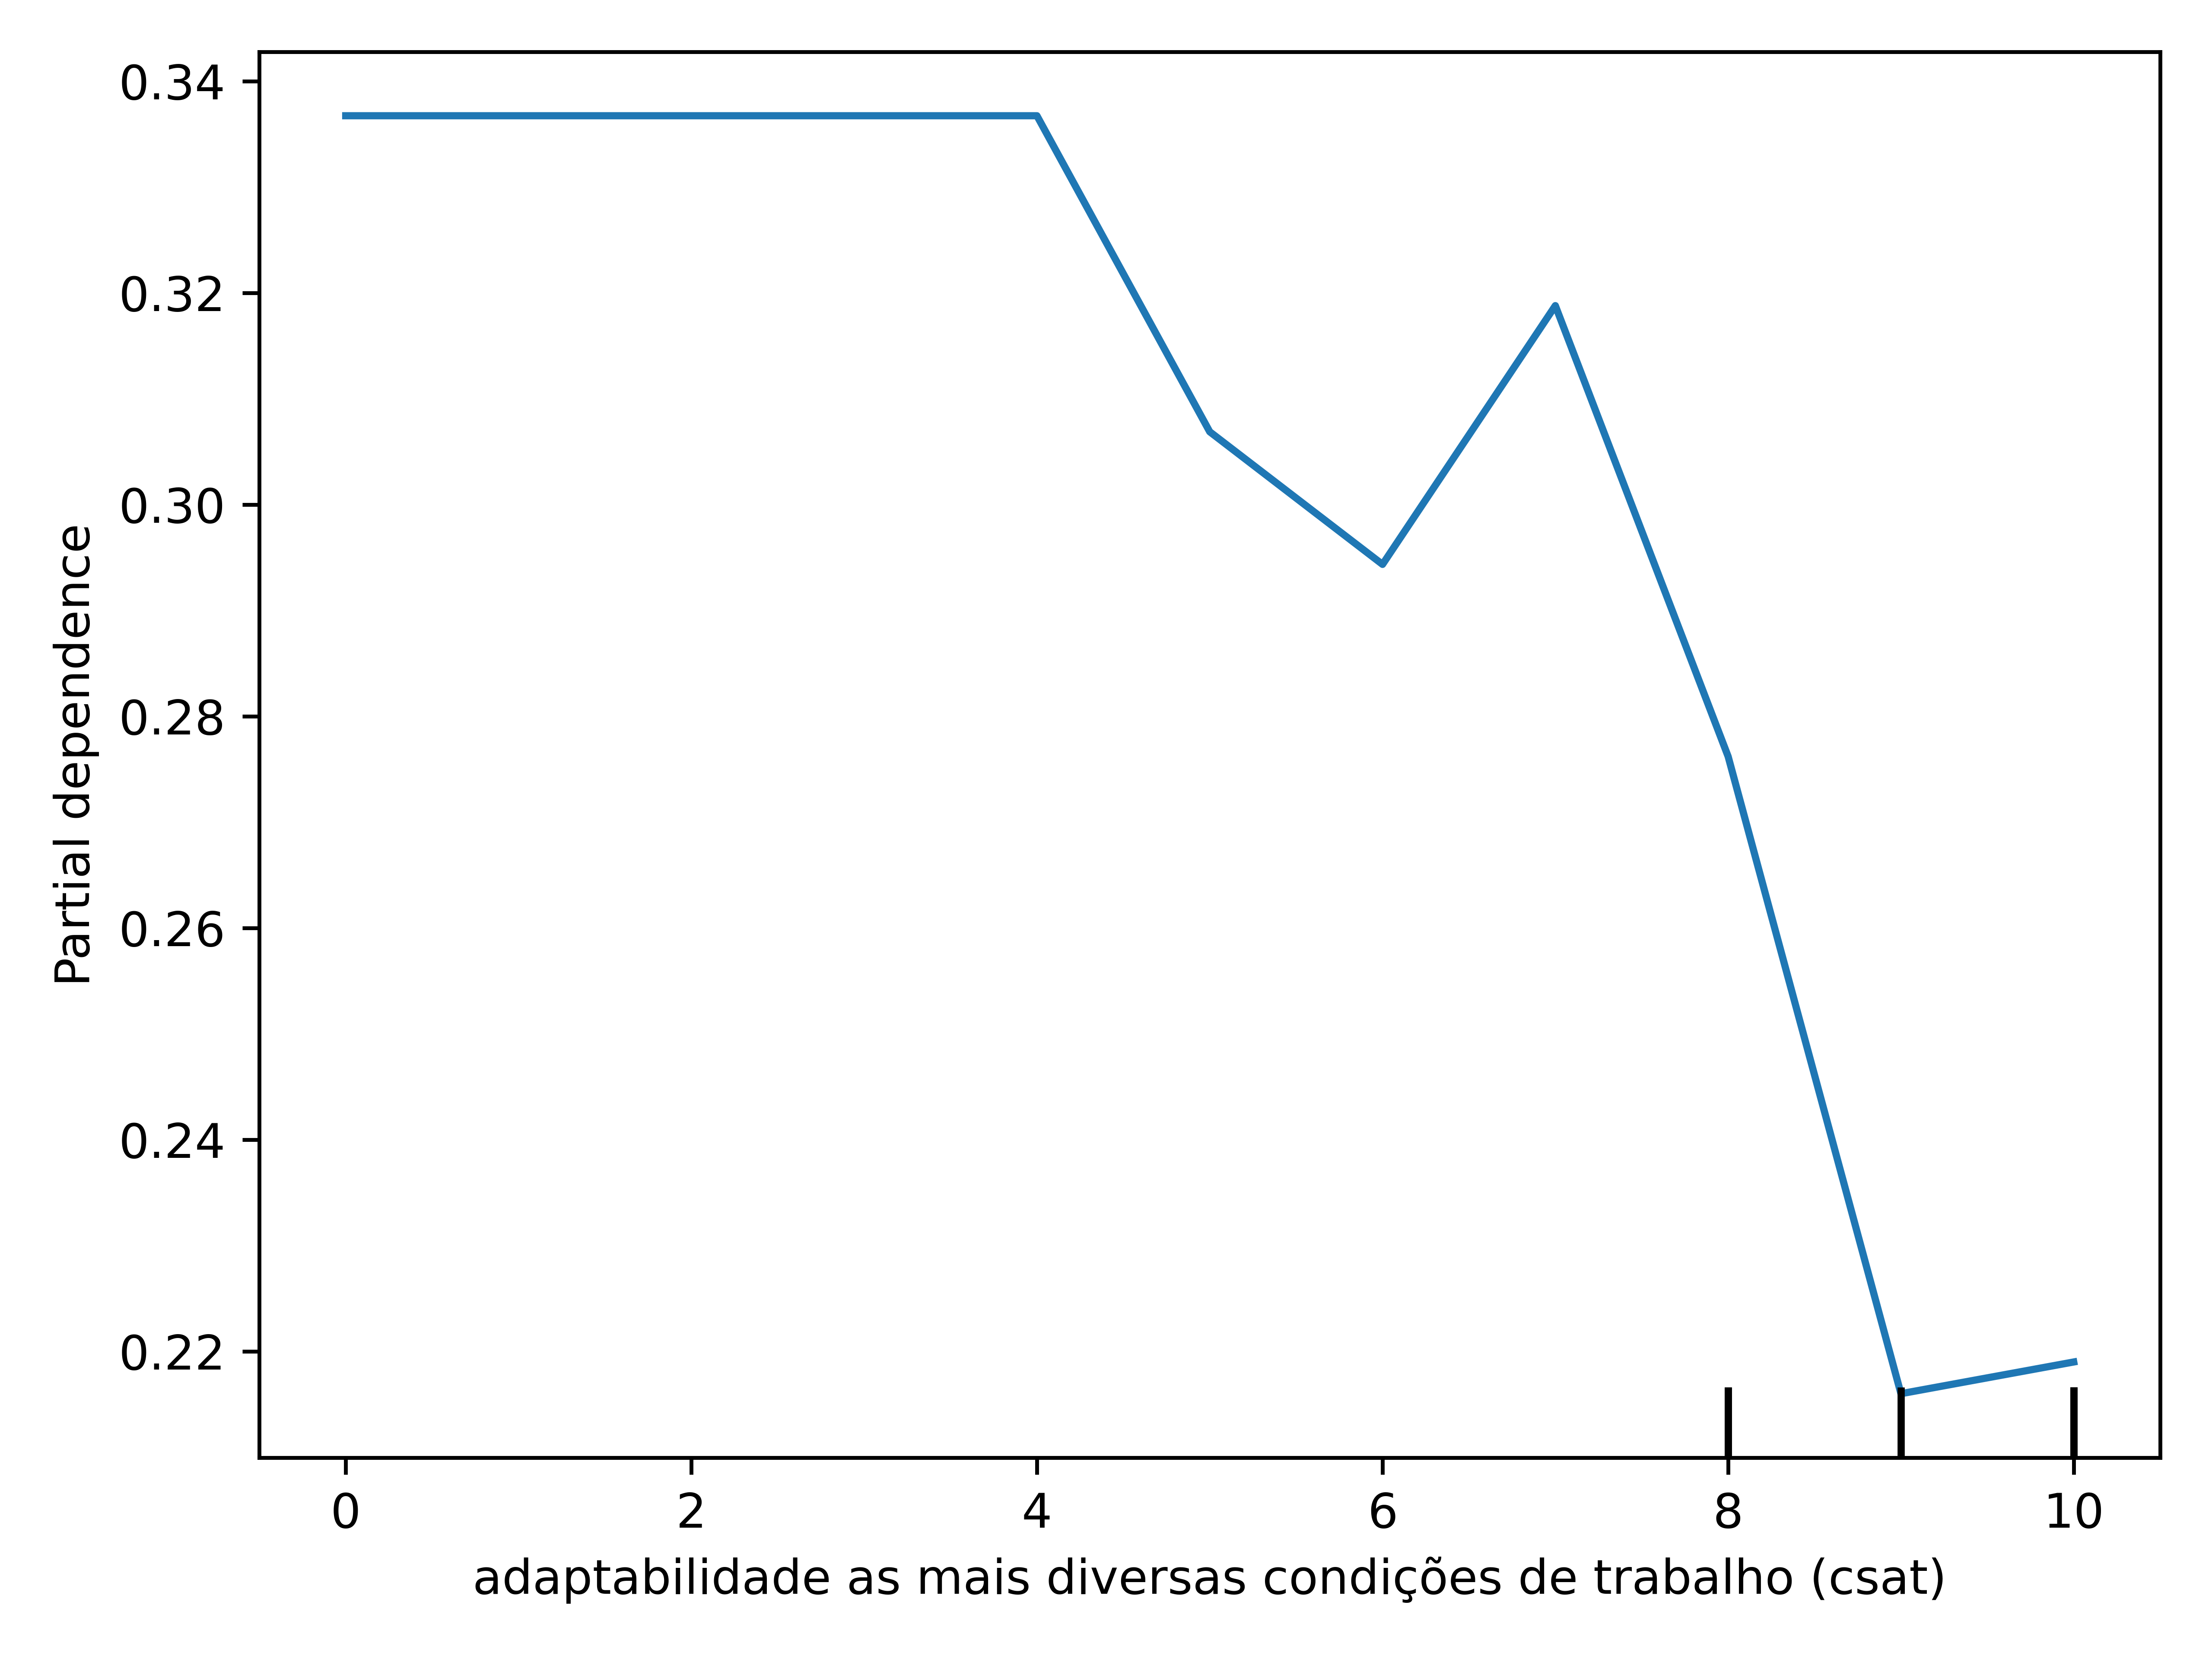 0.34
0.32
0.30
0.28
0.26
0.24
0.22
Partial dependence
0 2 4 6 8 10
adaptabilidade as mais diversas condições de trabalho (csat)